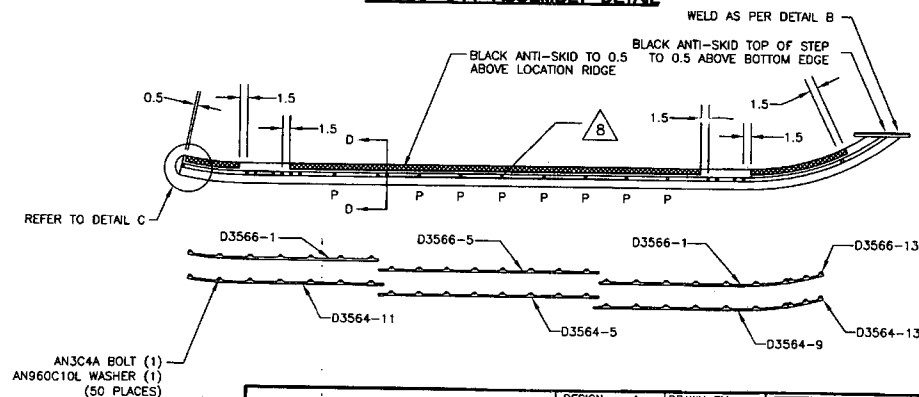 WELD AS PER DETAIL B
BLACK ANTI-SKID TO 0.5
ABOVE LOCATION RIDGE
BLACK ANTI-SKID TOP OF STEP
TO 0.5 ABOVE BOTTOM EDGE
0.5
1.5
1.5
8
1.5
1.5
1.5
D
D
P P P P P P P P
REFER TO DETAIL C
D3566-1
D3566-5
D3566-1
D3566-13
D3564-11
D3564-5
D3564-9
D3564-13
AN3C4A BOLT (1)
AN960C10L WASHER (1)
(50 PLACES)
DESIGN